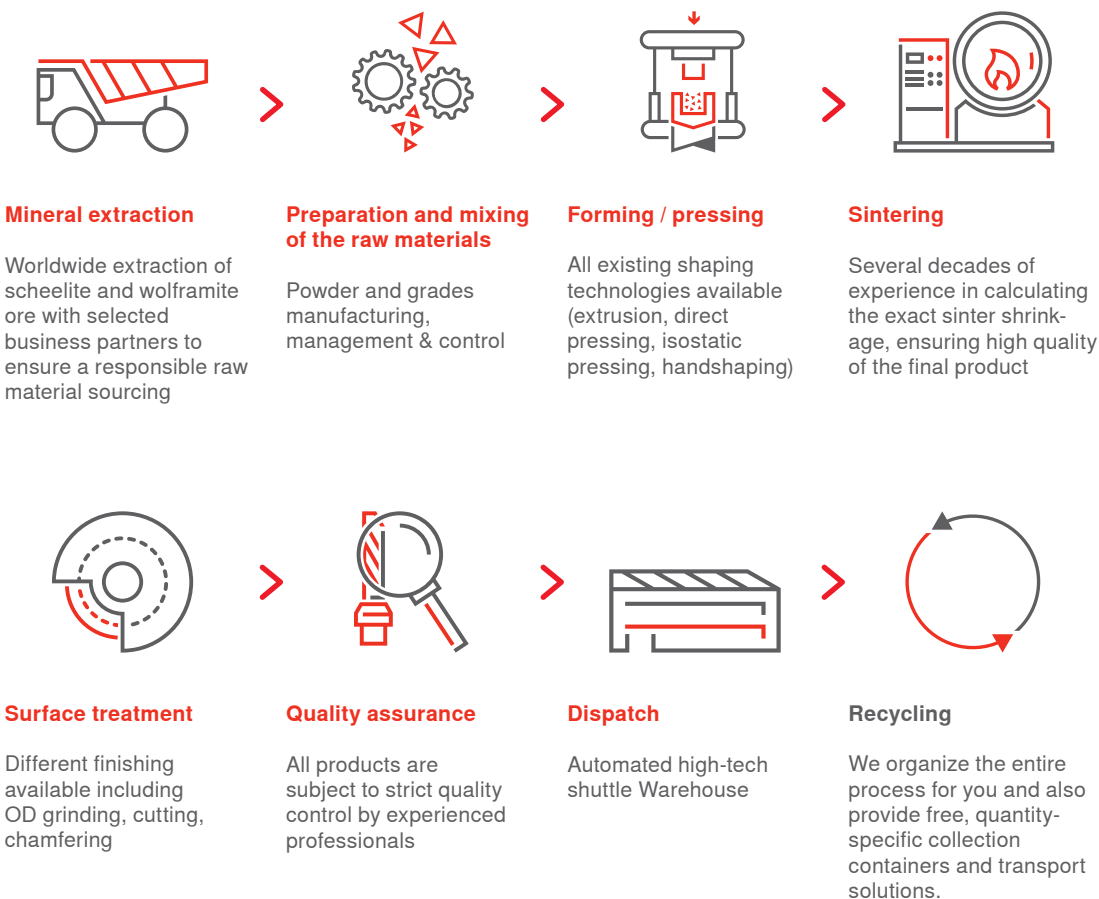 Mineral extraction
Worldwide extraction of
scheelite and wolframite
ore with selected
business partners to
ensure a responsible raw
material sourcing
Preparation and mixing
of the raw materials
Powder and grades
manufacturing,
management & control
Forming / pressing
All existing shaping
technologies available
(extrusion, direct
pressing, isostatic
pressing, handshaping)
Sintering
Several decades of
experience in calculating
the exact sinter shrink-
age, ensuring high quality
of the final product
Surface treatment
Different finishing
available including
OD grinding, cutting,
chamfering
Quality assurance
All products are
subject to strict quality
control by experienced
professionals
Dispatch
Automated high-tech
shuttle Warehouse
Recycling
We organize the entire
process for you and also
provide free, quantity-
specific collection
containers and transport
solutions.